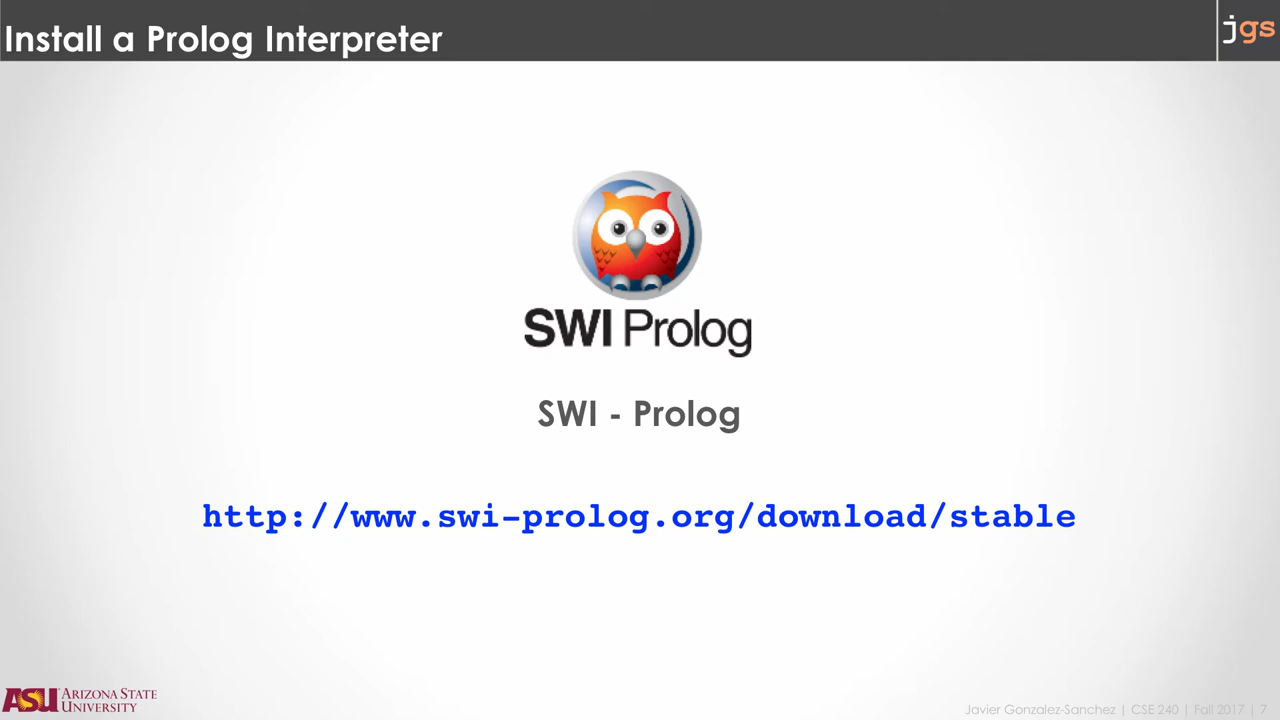 Install a Prolog Interpreter
jgs
SWI Prolog
SWI - Prolog
http://www.swi-prolog.org/download/stable
ASU ARIZONA STATE
UNIVERSITY
Javier Gonzalez-Sanchez | CSE 240 | Fall 2017 | 7